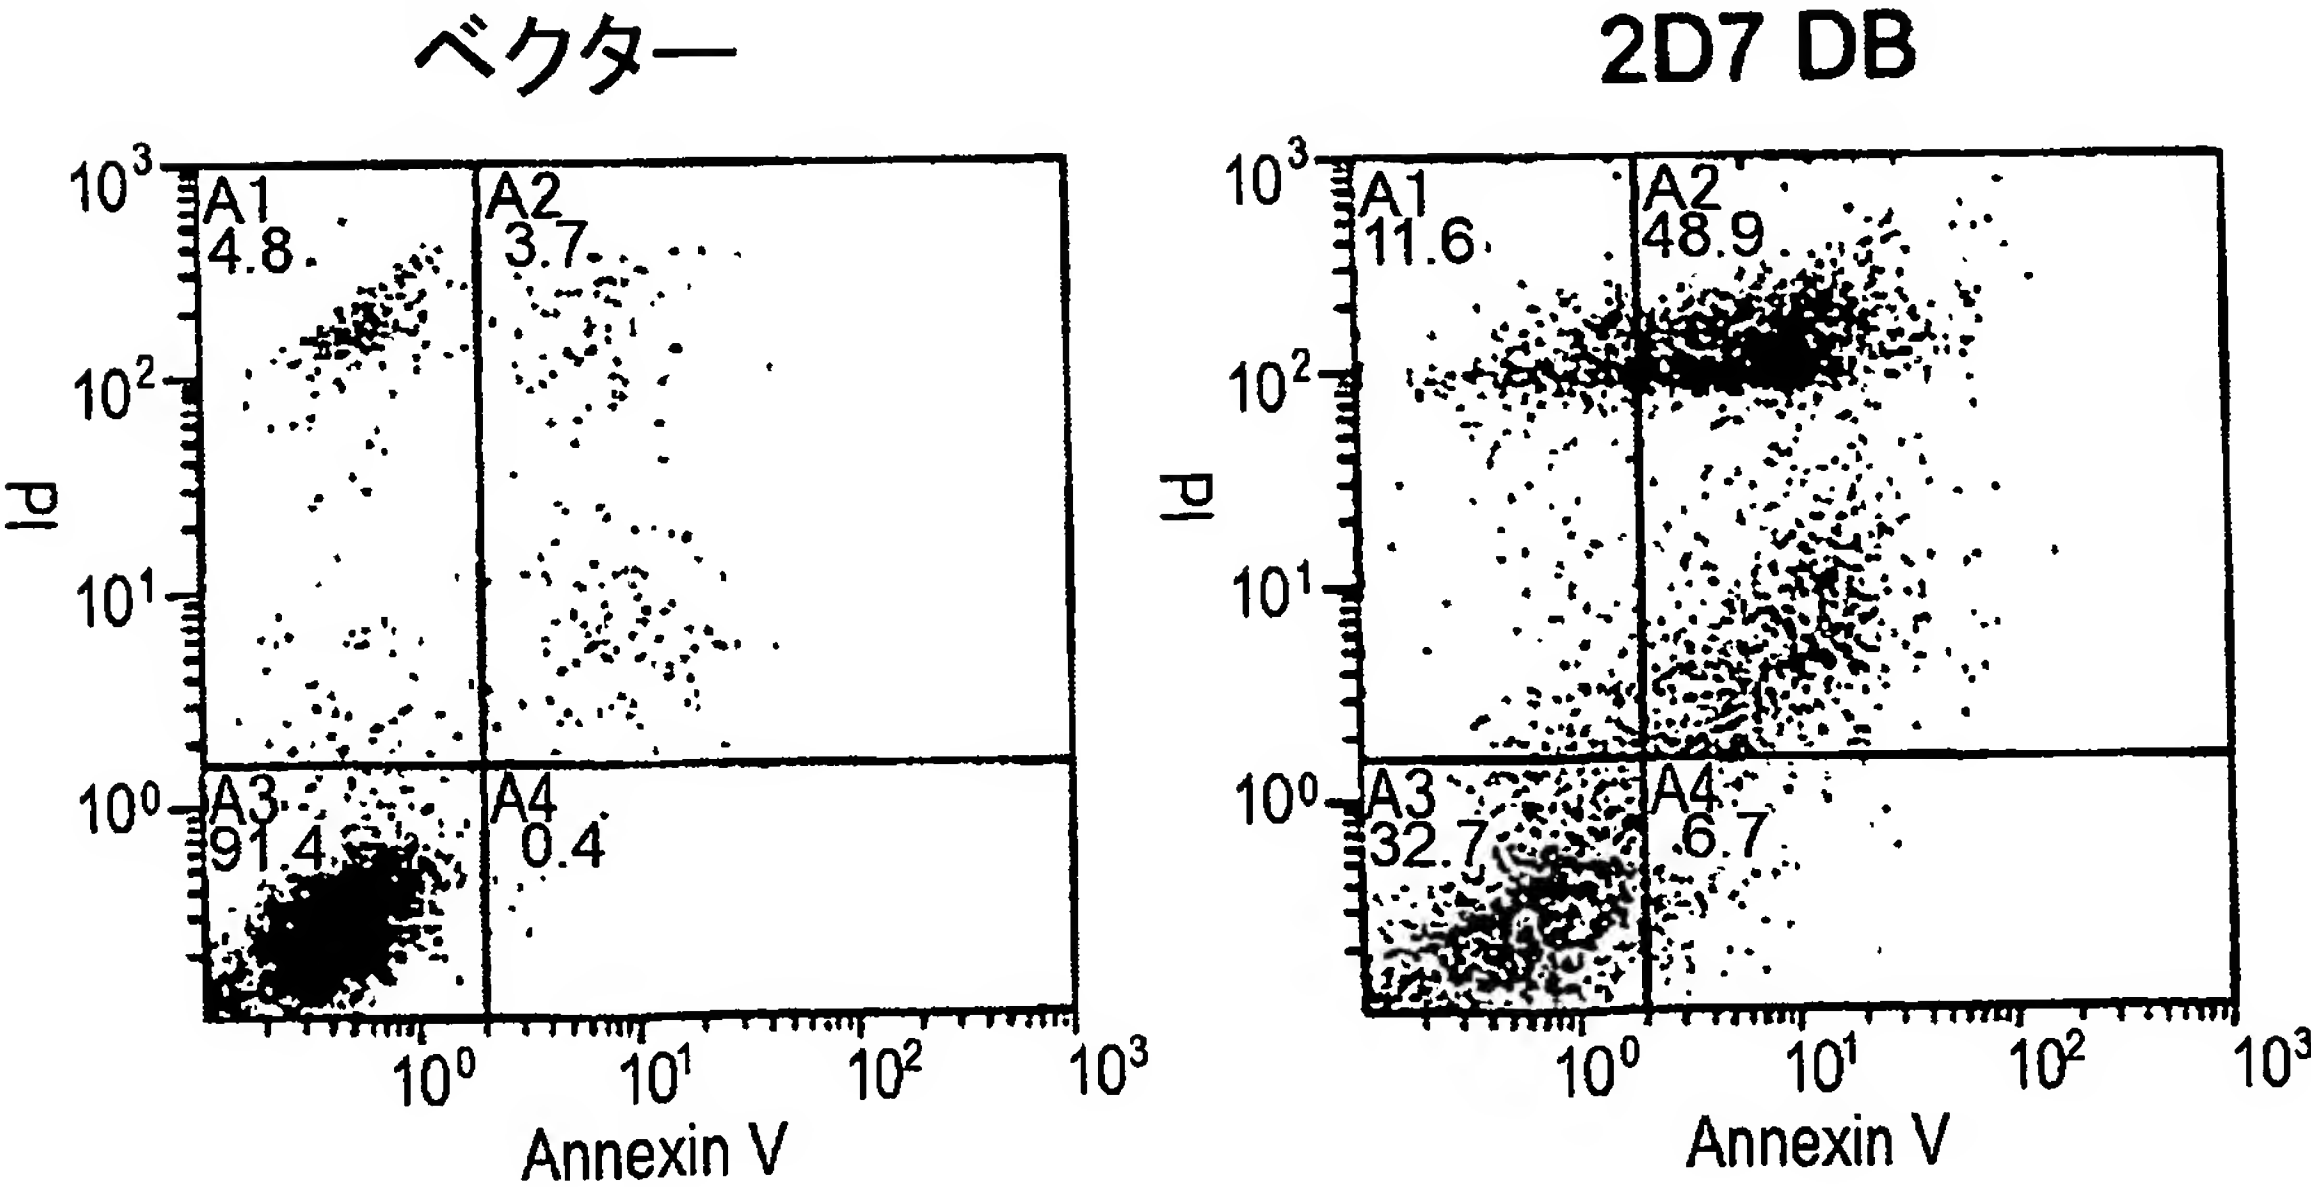 ベクター
10³
A1
4.8
A2
3.7
10²
PI
10¹
10⁰
A3
91.4
A4
0.4
10⁰ 10¹ 10² 10³
Annexin V
2D7 DB
10³
A1
11.6
A2
48.9
10²
PI
10¹
10⁰
A3
32.7
A4
6.7
10⁰ 10¹ 10² 10³
Annexin V